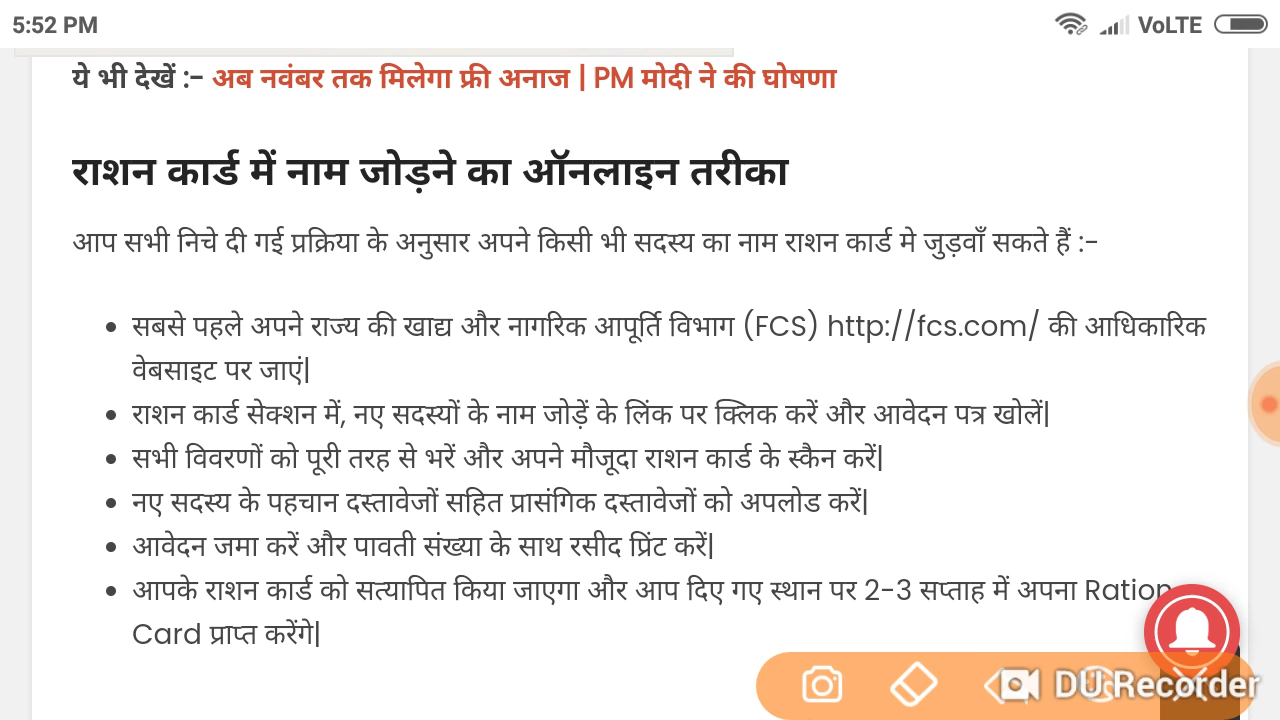 5:52 PM VoLTE
ये भी देखें :- अब नवंबर तक मिलेगा फ्री अनाज | PM मोदी ने की घोषणा
राशन कार्ड में नाम जोड़ने का ऑनलाइन तरीका
आप सभी निचे दी गई प्रक्रिया के अनुसार अपने किसी भी सदस्य का नाम राशन कार्ड मे जुड़वाँ सकते हैं :-
सबसे पहले अपने राज्य की खाद्य और नागरिक आपूर्ति विभाग (FCS) http://fcs.com/ की आधिकारिक
वेबसाइट पर जाएं|
राशन कार्ड सेक्शन में, नए सदस्यों के नाम जोड़ें के लिंक पर क्लिक करें और आवेदन पत्र खोलें|
सभी विवरणों को पूरी तरह से भरें और अपने मौजूदा राशन कार्ड के स्कैन करें|
नए सदस्य के पहचान दस्तावेजों सहित प्रासंगिक दस्तावेजों को अपलोड करें|
आवेदन जमा करें और पावती संख्या के साथ रसीद प्रिंट करें|
आपके राशन कार्ड को सत्यापित किया जाएगा और आप दिए गए स्थान पर 2-3 सप्ताह में अपना Ration
Card प्राप्त करेंगे|
DU Recorder